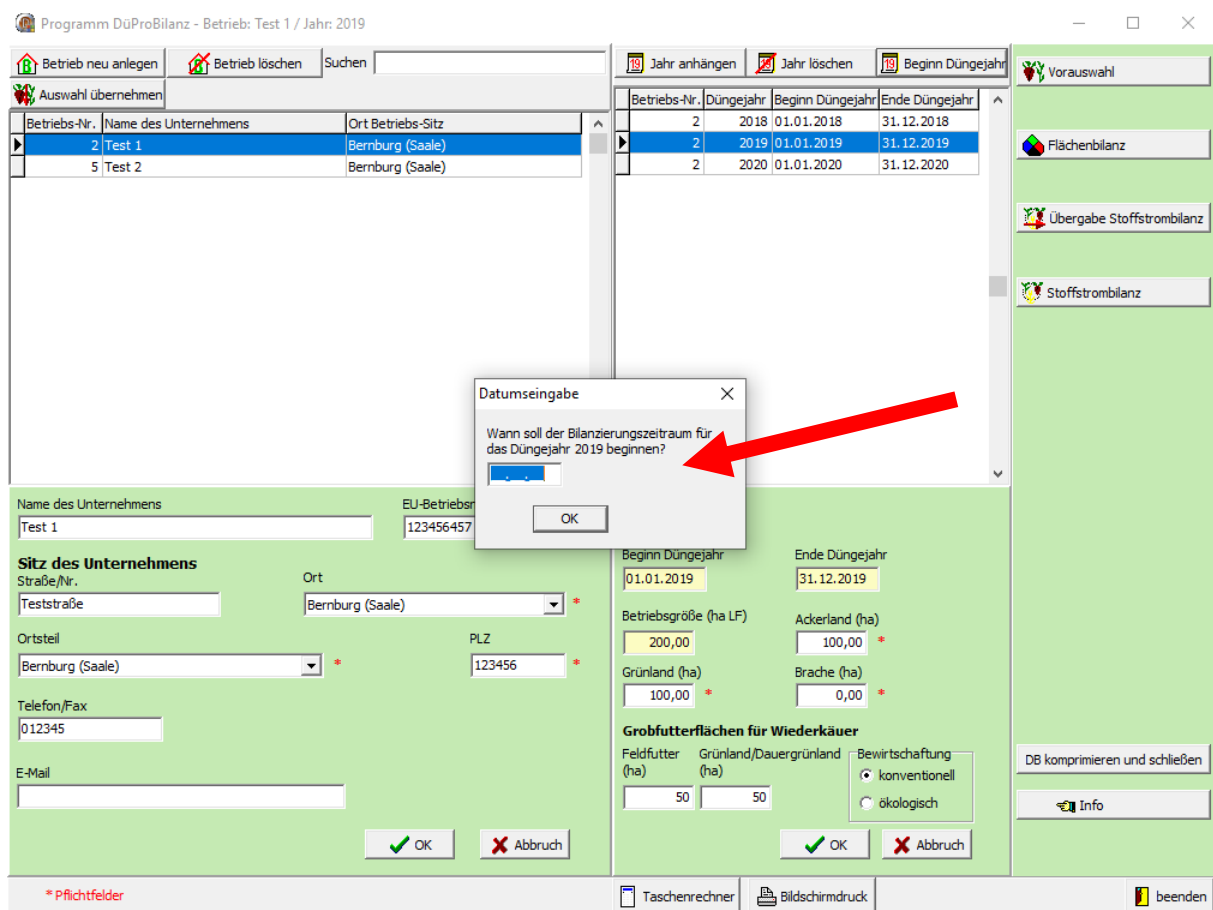 Programm DüProBilanz - Betrieb: Test 1 / Jahr: 2019
Betrieb neu anlegen
Betrieb löschen
Suchen
Auswahl übernehmen
Betriebs-Nr. Name des Unternehmens Ort Betriebs-Sitz
2 Test 1 Bernburg (Saale)
5 Test 2 Bernburg (Saale)
19 Jahr anhängen
19 Jahr löschen
19 Beginn Düngejahr
Betriebs-Nr. Düngejahr Beginn Düngejahr Ende Düngejahr
2 2018 01.01.2018 31.12.2018
2 2019 01.01.2019 31.12.2019
2 2020 01.01.2020 31.12.2020
Vorauswahl
Flächenbilanz
Übergabe Stoffstrombilanz
Stoffstrombilanz
Datumseingabe
Wann soll der Bilanzierungszeitraum für
das Düngejahr 2019 beginnen?
. .
OK
Name des Unternehmens
Test 1
EU-Betriebsn
123456457
Sitz des Unternehmens
Straße/Nr.
Teststraße
Ort
Bernburg (Saale) *
Ortsteil
Bernburg (Saale) *
PLZ
123456 *
Telefon/Fax
012345
E-Mail
OK
Abbruch
Beginn Düngejahr
01.01.2019
Ende Düngejahr
31.12.2019
Betriebsgröße (ha LF)
200,00
Ackerland (ha)
100,00 *
Grünland (ha)
100,00 *
Brache (ha)
0,00 *
Grobfutterflächen für Wiederkäuer
Feldfutter
(ha)
50
Grünland/Dauergrünland
(ha)
50
Bewirtschaftung
konventionell
ökologisch
OK
Abbruch
DB komprimieren und schließen
Info
* Pflichtfelder
Taschenrechner
Bildschirmdruck
beenden